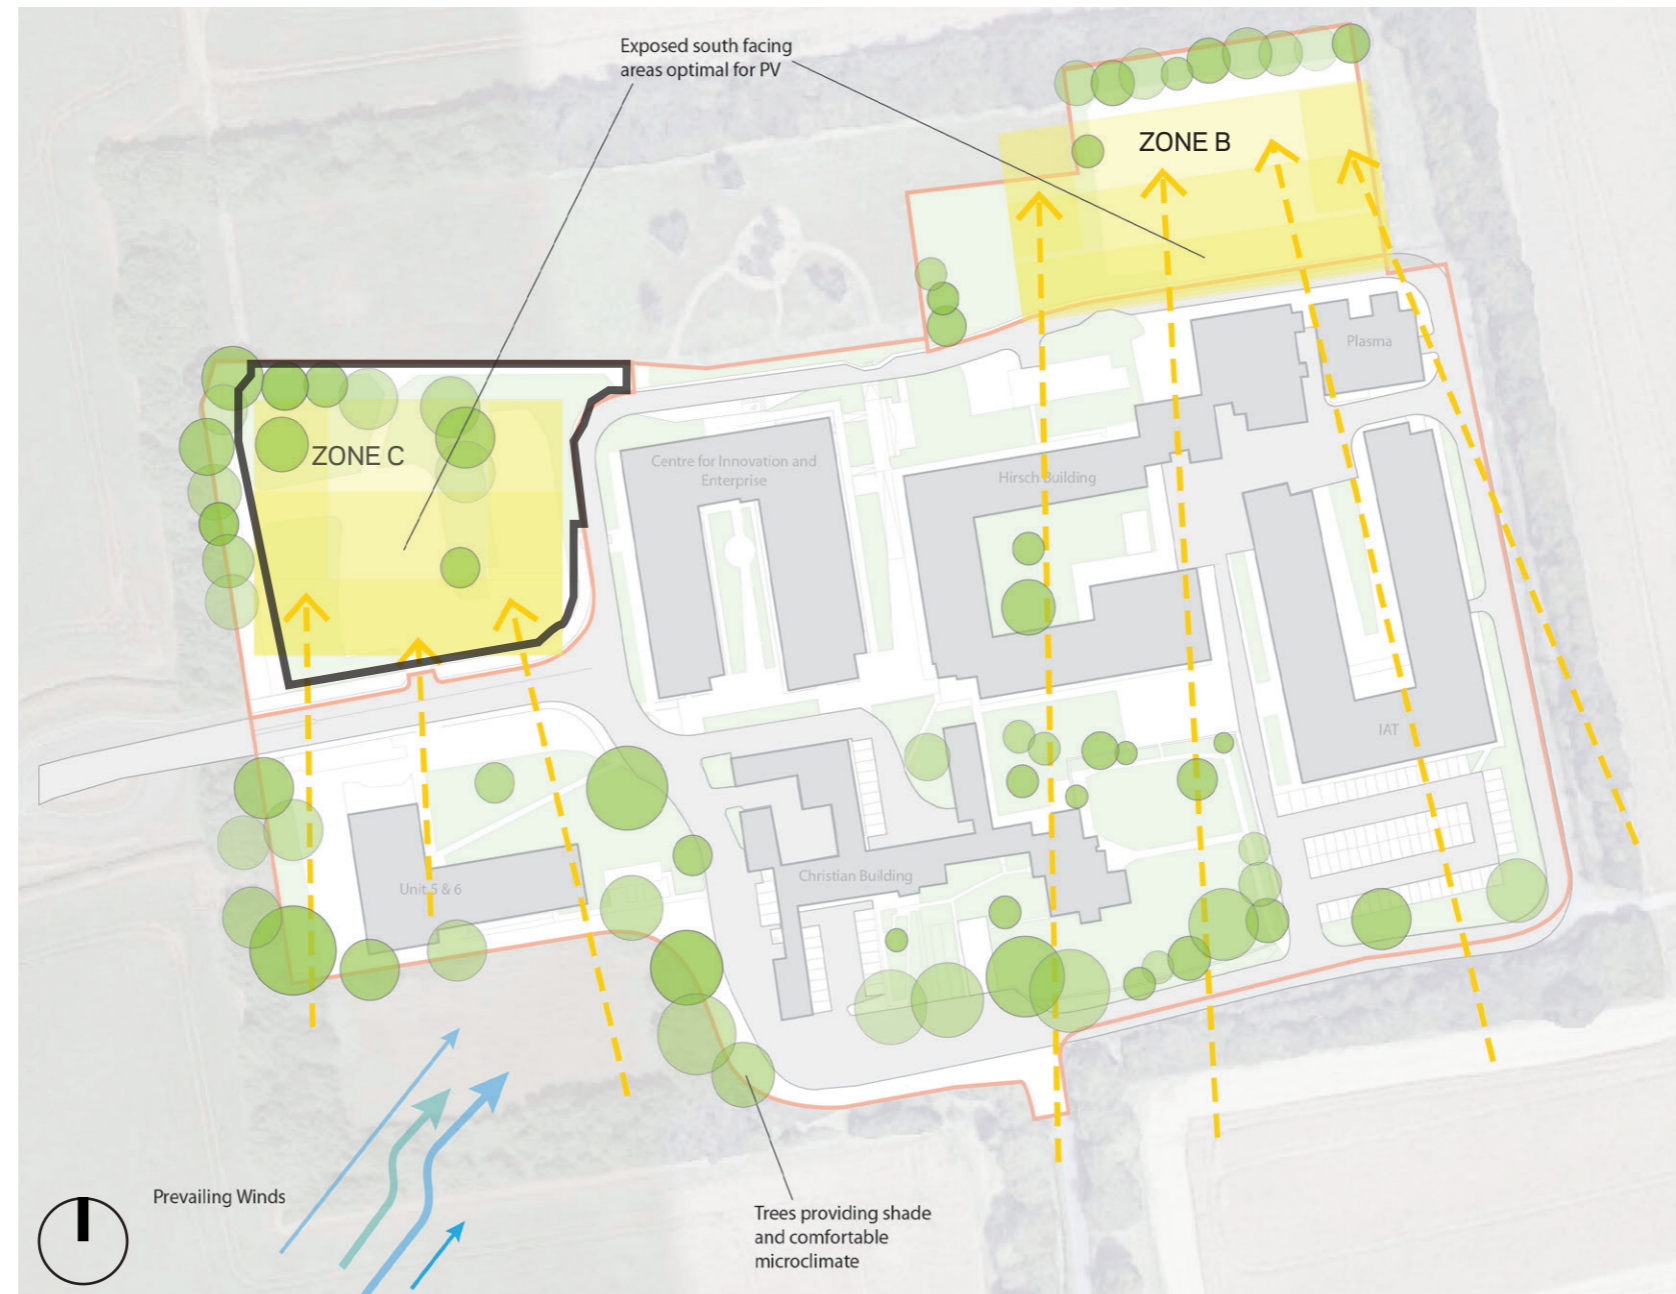 Exposed south facing
areas optimal for PV
ZONE B
Plasma
ZONE C
Centre for Innovation and
Enterprise
Hirsch Building
IAT
Unit 5 & 6
Christian Building
Prevailing Winds
Trees providing shade
and comfortable
microclimate